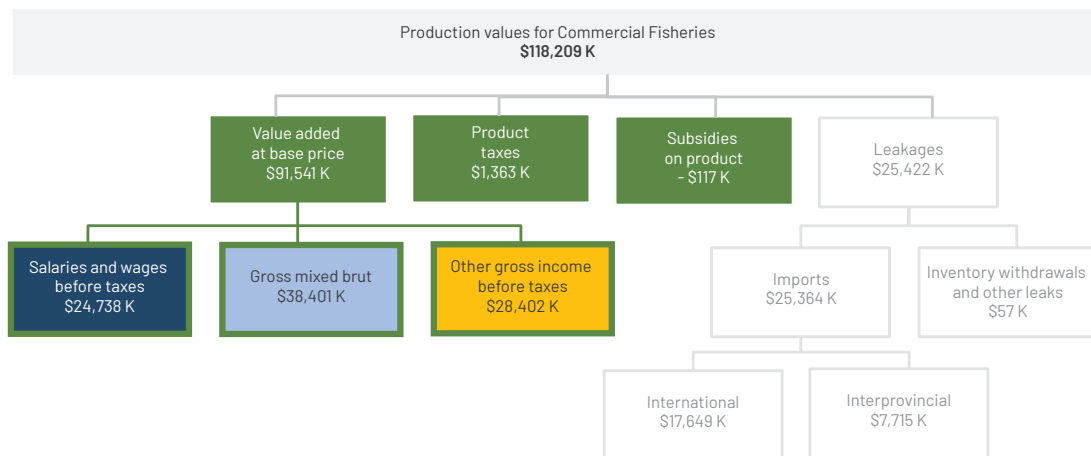 Production values for Commercial Fisheries
$118,209 K
Value added
at base price
$91,541 K
Product
taxes
$1,363 K
Subsidies
on product
- $117 K
Leakages
$25,422 K
Salaries and wages
before taxes
$24,738 K
Gross mixed brut
$38,401 K
Other gross income
before taxes
$28,402 K
Imports
$25,364 K
Inventory withdrawals
and other leaks
$57 K
International
$17,649 K
Interprovincial
$7,715 K